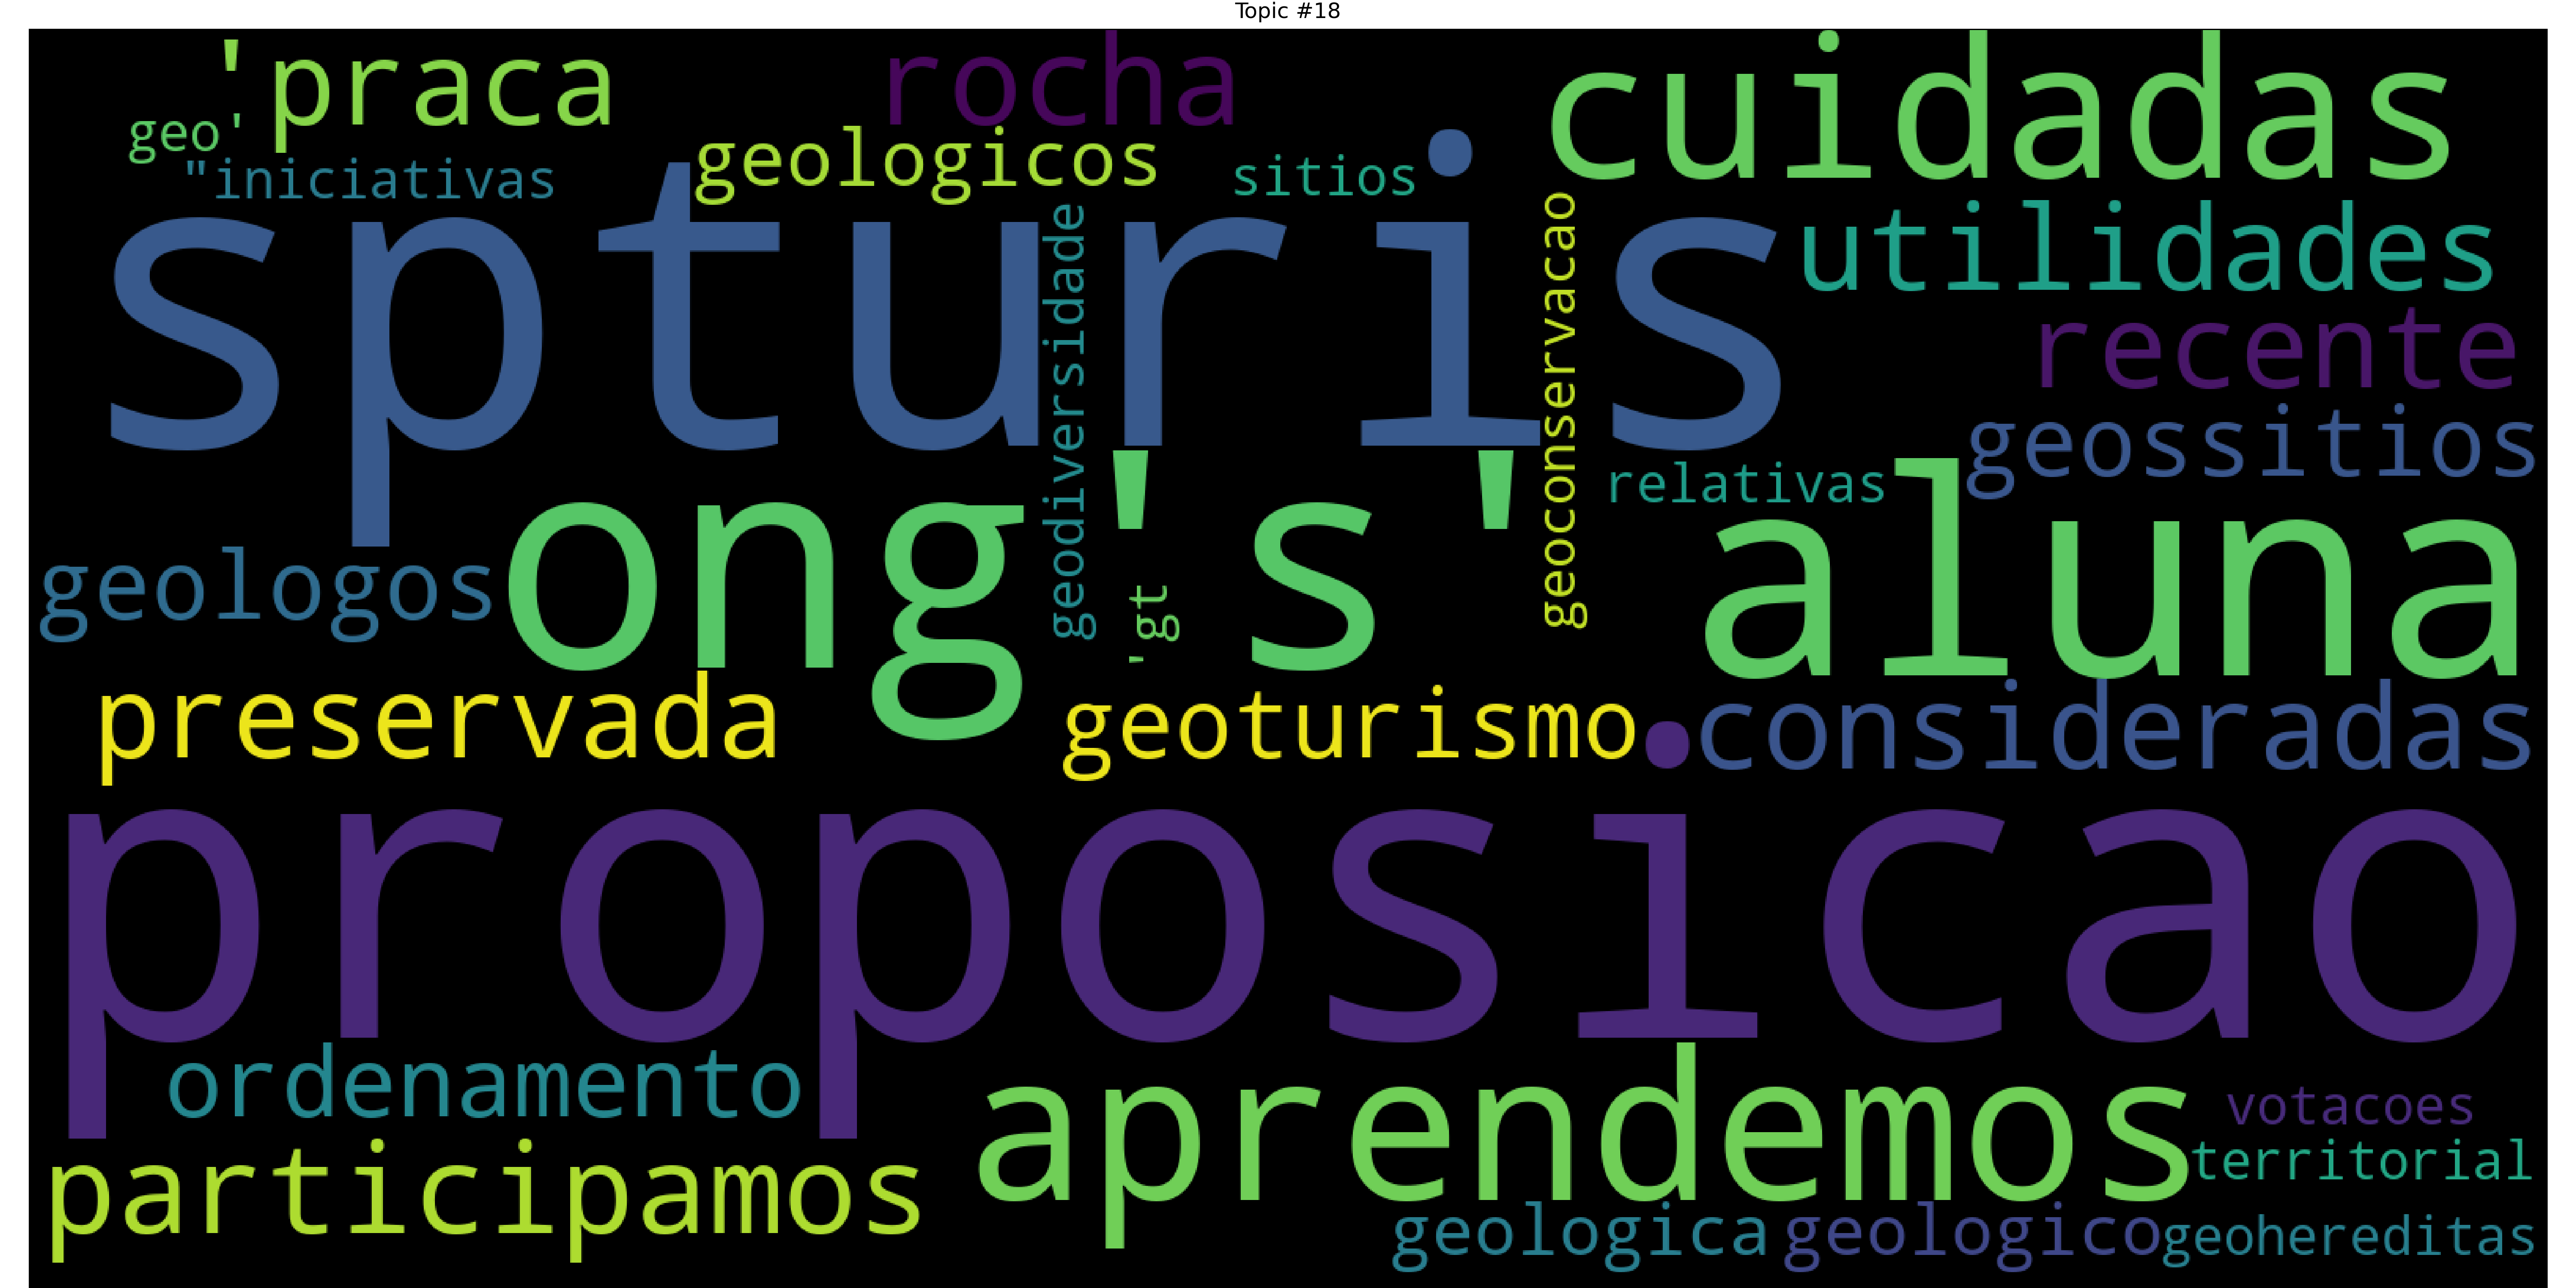 Topic #18
'praca
rocha
cuidadas
geo'
geologicos
"iniciativas
sitios
spturis
utilidades
geodiversidade
geoconservacao
recente
geossitios
relativas
ong's'
aluna
geologos
'gt
preservada
geoturismo
consideradas
proposicao
ordenamento
aprendemos
votacoes
participamos
territorial
geologica
geologico
geohereditas